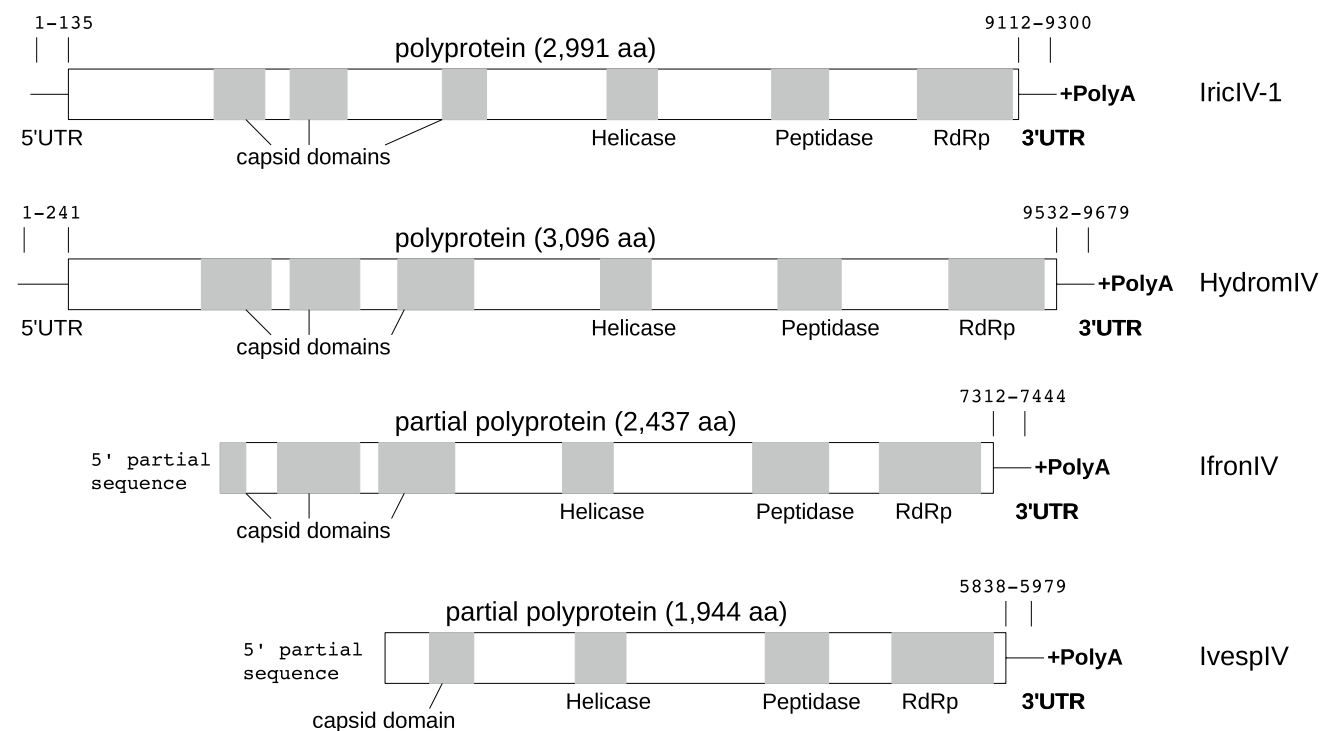 1-135
9112-9300
polyprotein (2,991 aa)
+PolyA
IricIV-1
5'UTR
Helicase
Peptidase
RdRp
3'UTR
capsid domains
1-241
9532-9679
polyprotein (3,096 aa)
+PolyA
HydromIV
5'UTR
Helicase
Peptidase
RdRp
3'UTR
capsid domains
7312-7444
partial polyprotein (2,437 aa)
5' partial
sequence
+PolyA
IfronIV
Helicase
Peptidase
RdRp
3'UTR
capsid domains
5838-5979
partial polyprotein (1,944 aa)
5' partial
sequence
+PolyA
IvespIV
Helicase
Peptidase
RdRp
3'UTR
capsid domain